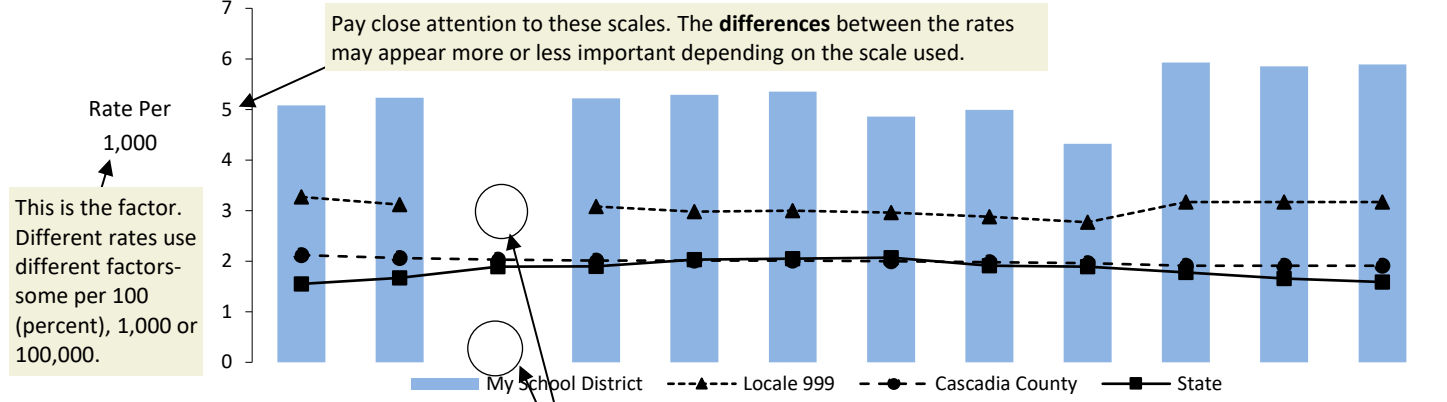 7
Pay close attention to these scales. The differences between the rates
may appear more or less important depending on the scale used.
6
5
Rate Per
1,000
4
This is the factor.
Different rates use
different factors-
some per 100
(percent), 1,000 or
100,000.
3
2
1
0
My School District
Locale 999
Cascadia County
State